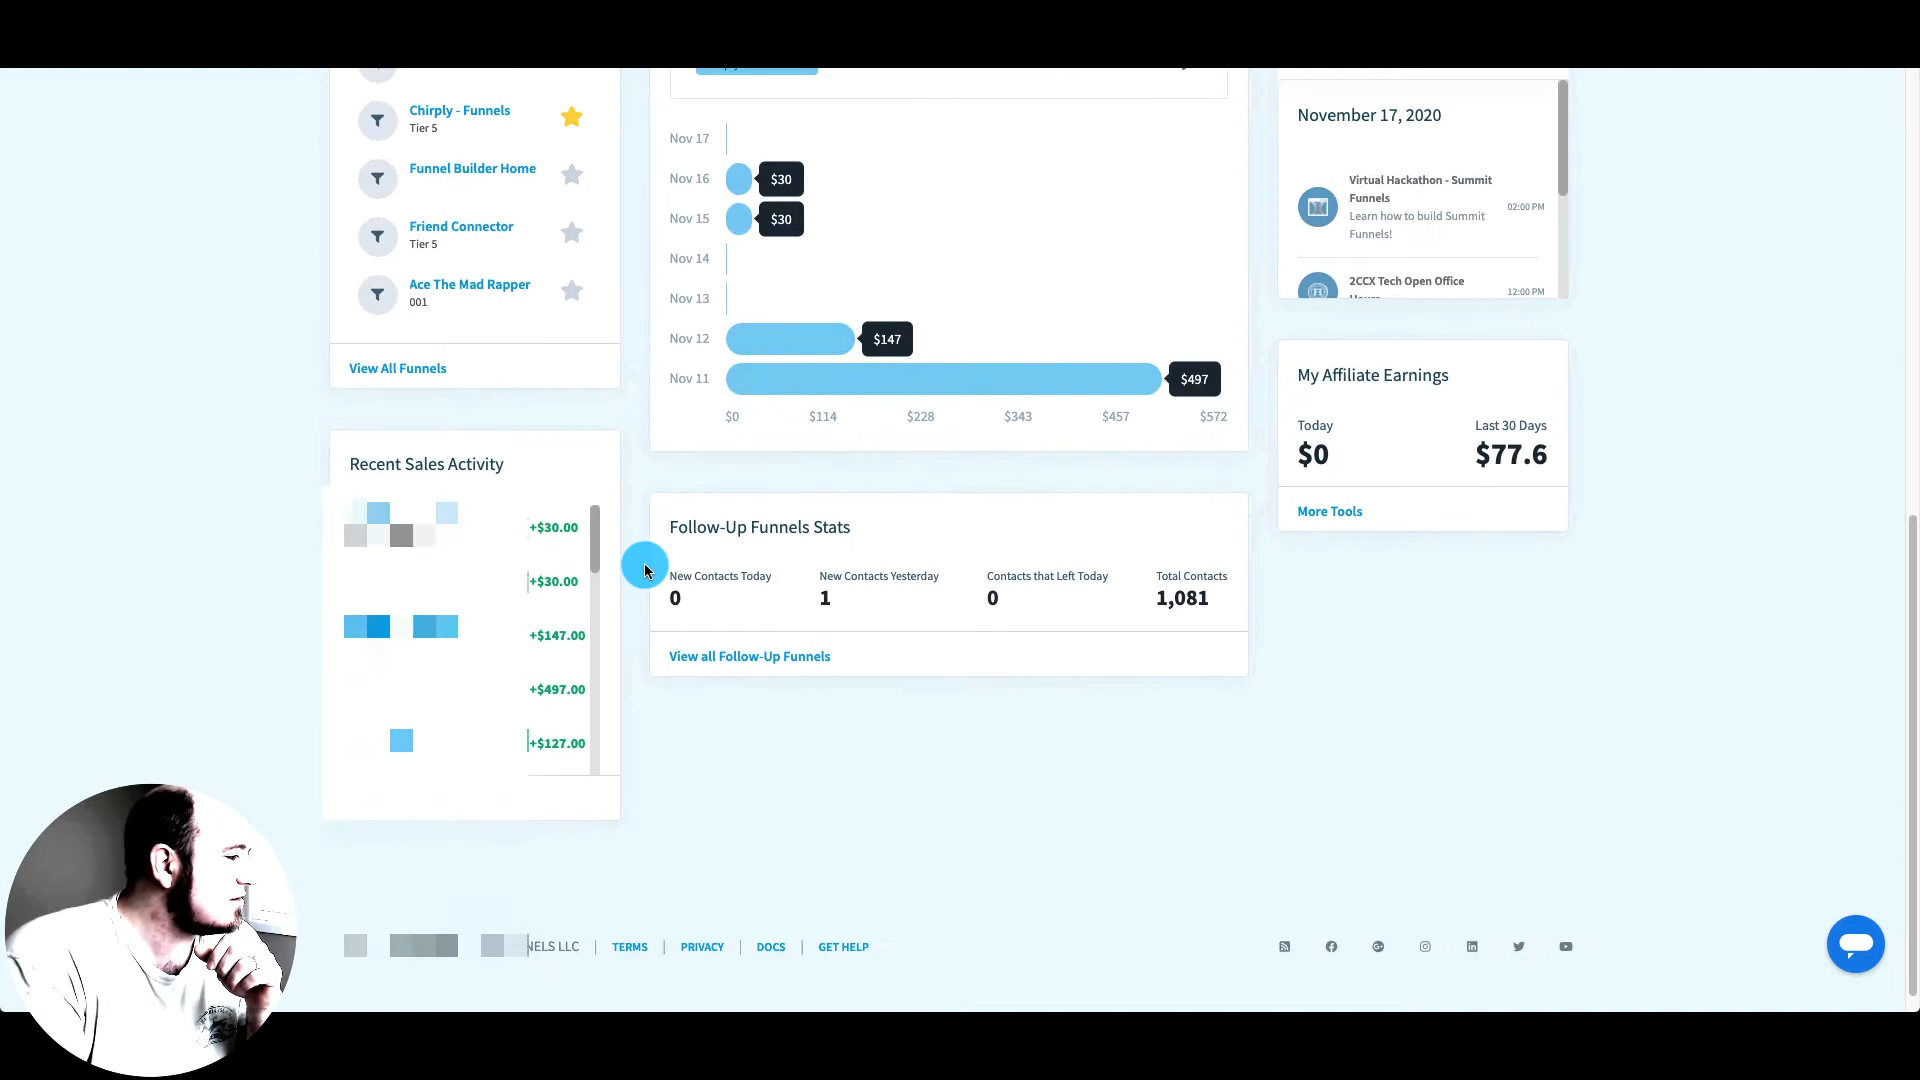 Chirply - Funnels
Tier 5
Funnel Builder Home
Friend Connector
Tier 5
Ace The Mad Rapper
001
View All Funnels
Recent Sales Activity
+$30.00
+$30.00
+$147.00
+$497.00
+$127.00
Nov 17
Nov 16 $30
Nov 15 $30
Nov 14
Nov 13
Nov 12 $147
Nov 11 $497
$0 $114 $228 $343 $457 $572
Follow-Up Funnels Stats
New Contacts Today New Contacts Yesterday Contacts that Left Today Total Contacts
0 1 0 1,081
View all Follow-Up Funnels
November 17, 2020
Virtual Hackathon - Summit
Funnels
Learn how to build Summit
Funnels!
02:00 PM
2CCX Tech Open Office
12:00 PM
My Affiliate Earnings
Today Last 30 Days
$0 $77.6
More Tools
NELS LLC | TERMS | PRIVACY | DOCS | GET HELP